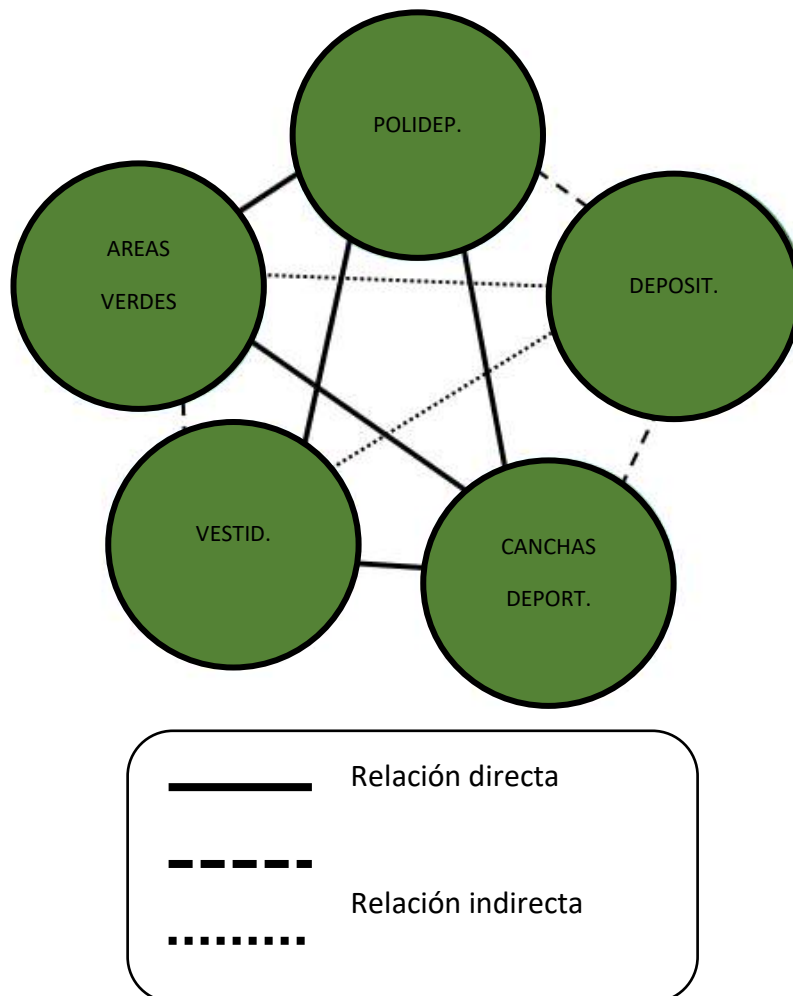 POLIDEP.
AREAS
VERDES
DEPOSIT.
VESTID.
CANCHAS
DEPORT.
Relación directa
Relación indirecta